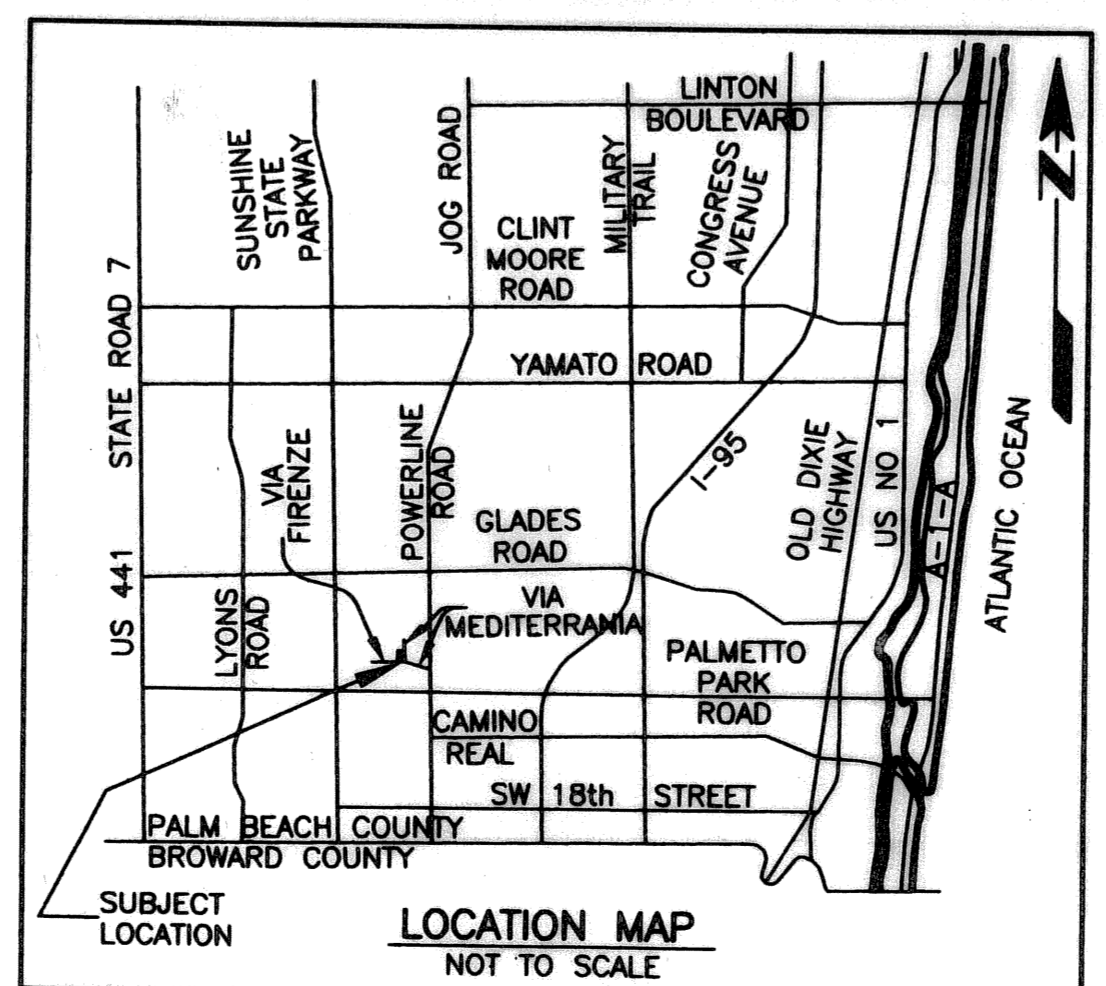 LINTON
BOULEVARD
SUNSHINE
STATE
PARKWAY
JOG ROAD
MILITARY
TRAIL
CONGRESS
AVENUE
N
CLINT
MOORE
ROAD
STATE ROAD 7
YAMATO ROAD
US 441
VIA
FIRENZE
POWERLINE
ROAD
I-95
OLD DIXIE
HIGHWAY
US NO 1
A-1-A
ATLANTIC OCEAN
GLADES
ROAD
LYONS
ROAD
VIA
MEDITERRANIA
PALMETTO
PARK
ROAD
CAMINO
REAL
SW 18th STREET
PALM BEACH COUNTY
BROWARD COUNTY
SUBJECT
LOCATION
LOCATION MAP
NOT TO SCALE